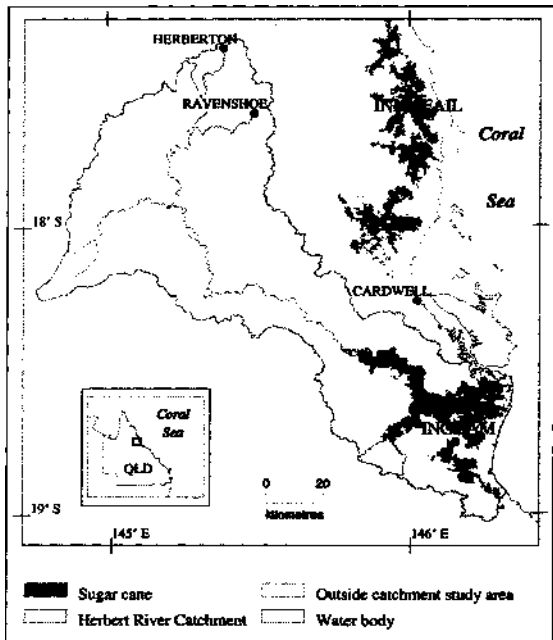 HERBERTON
RAVENSHOE
Coral
Sea
18° S
CARDWELL
Coral
Sea
QLD
0 20
kilometres
19° S
145° E
146° E
Sugar cane
Outside catchment study area
Herbert River Catchment
Water body